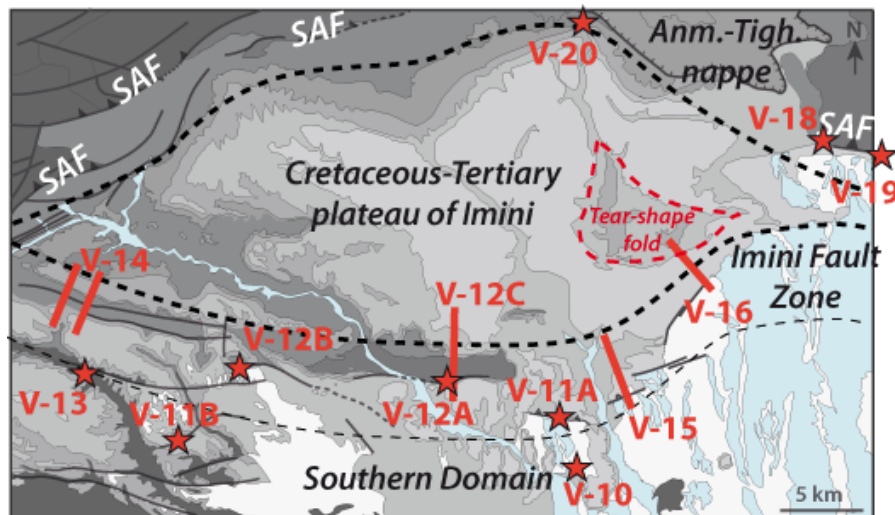 SAF
V-20
Anm.-Tigh.
nappe
N
SAF
SAF
V-18
SAF
V-19
Cretaceous-Tertiary
plateau of Imini
Tear-shape
fold
Imini Fault
Zone
V-14
V-12C
V-16
V-12B
V-13
V-11B
V-12A
V-11A
V-15
Southern Domain
V-10
5 km
SAF